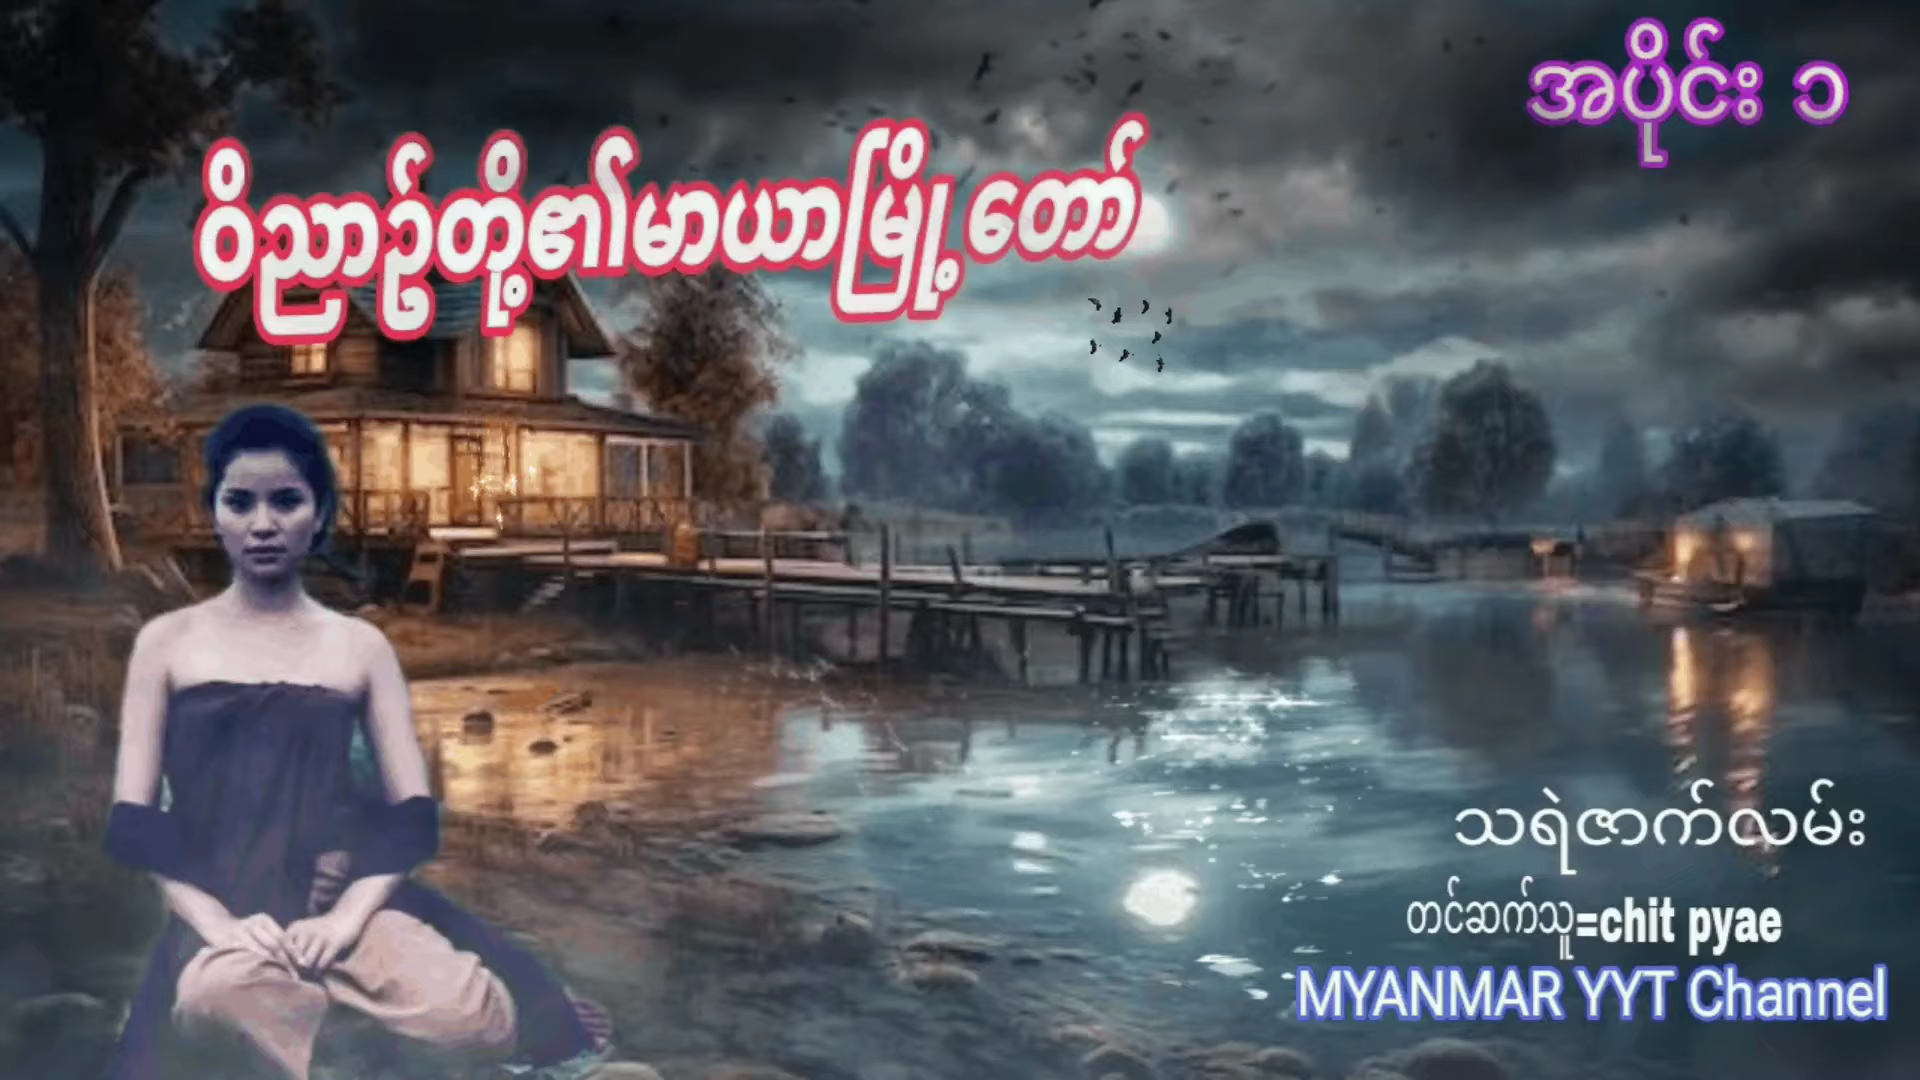 အပိုင်း ၁
ဝိညာဉ်တို့၏မာယာမြို့တော်
သရဲဇာက်လမ်း
တင်ဆက်သူ=chit pyae
MYANMAR YYT Channel